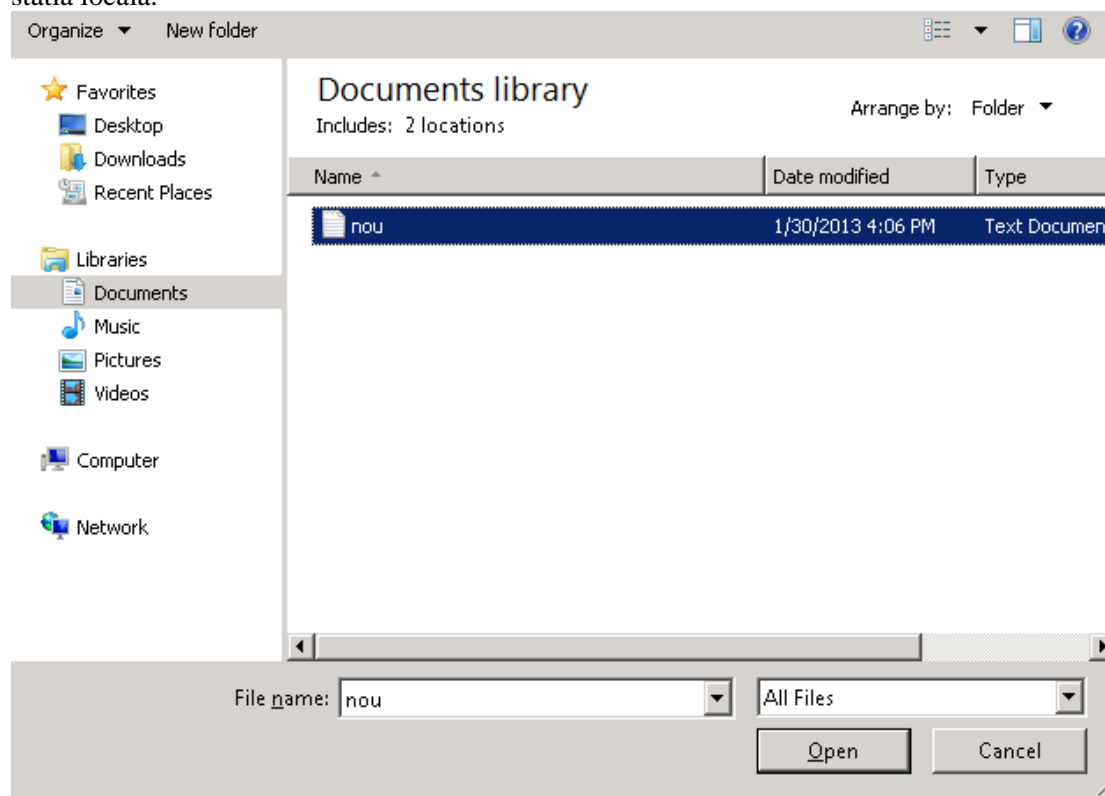 statia locala.
Organize New folder
Favorites
Desktop
Downloads
Recent Places
Libraries
Documents
Music
Pictures
Videos
Computer
Network
Documents library
Includes: 2 locations
Arrange by: Folder
Name Date modified Type
nou 1/30/2013 4:06 PM Text Documen
File name: nou All Files
Open Cancel